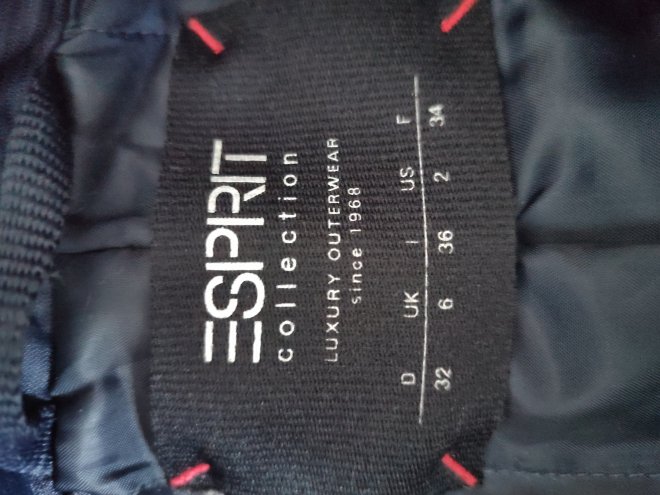 ESPRIT
collection
LUXURY OUTERWEAR
since 1968
D UK I US F
32 6 36 2 34